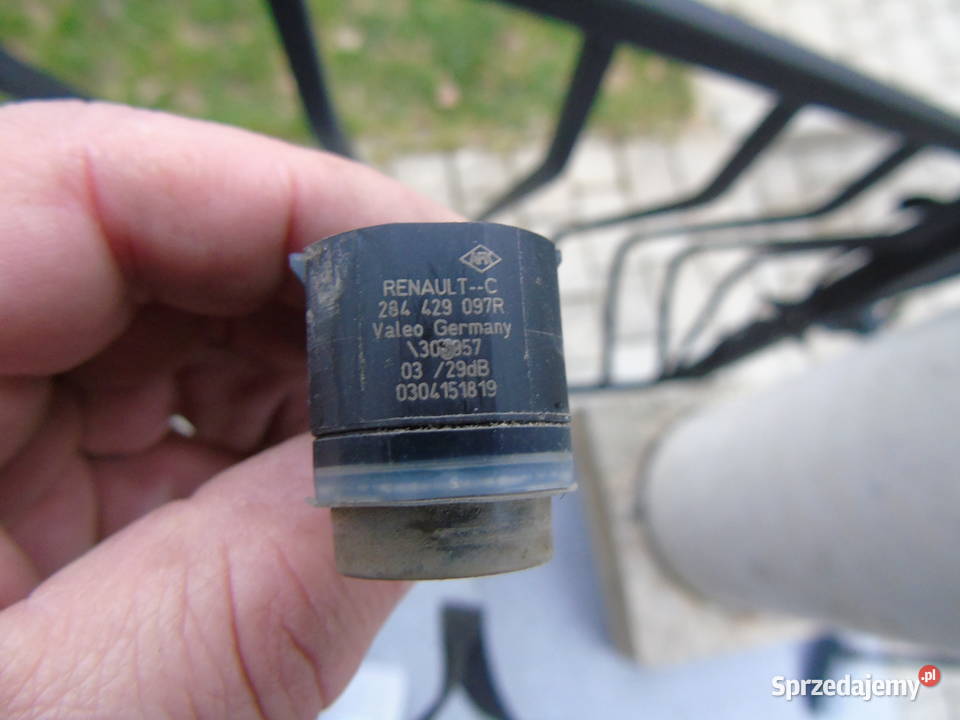 RENAULT--C
284 429 097R
Valeo Germany
03 /29dB
0304151819
Sprzedajemy.pl